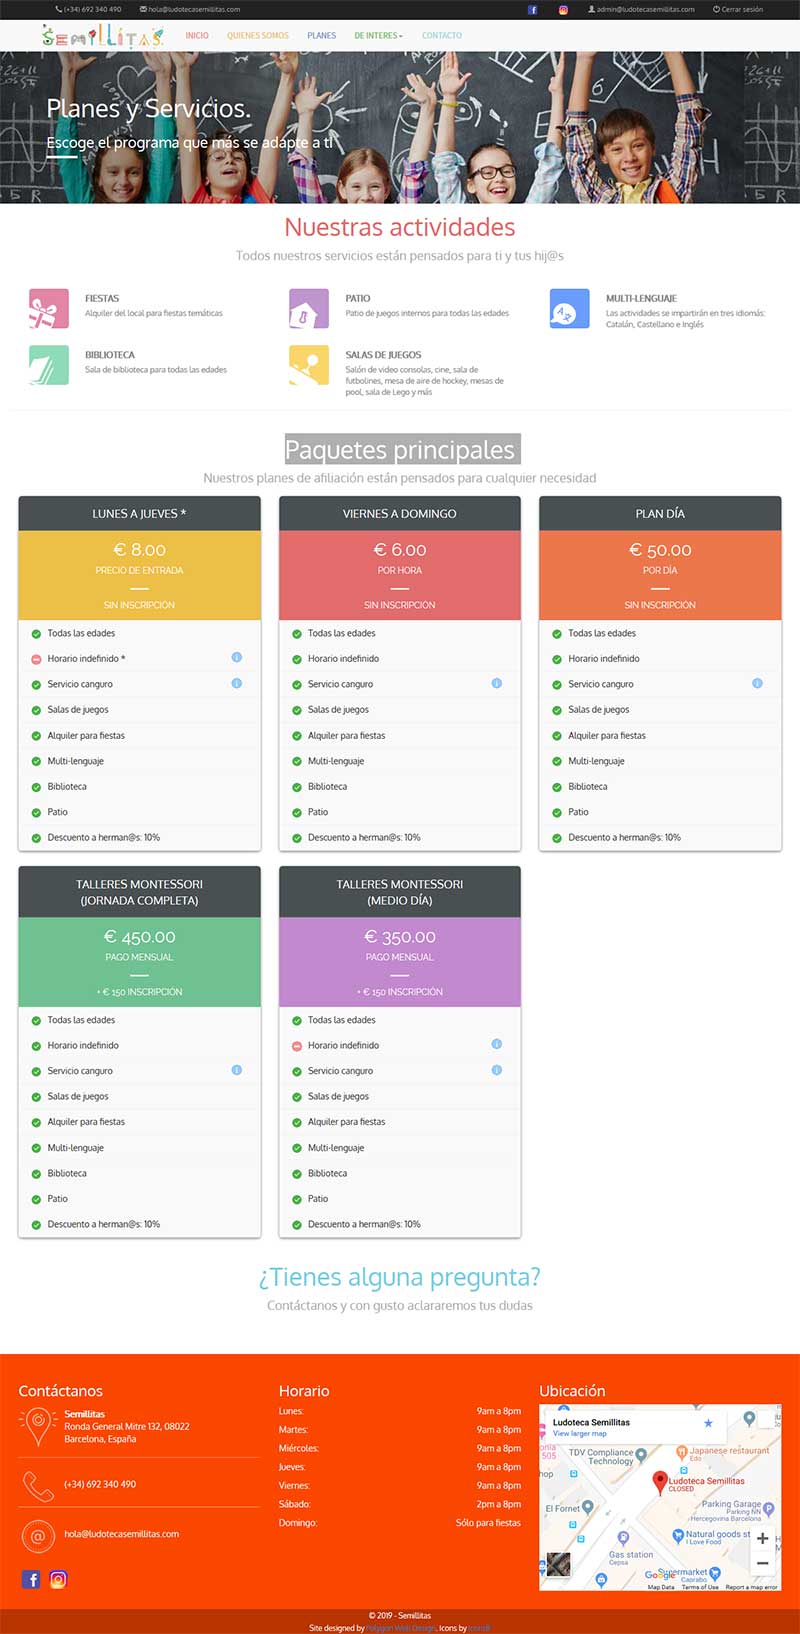 (+34) 692 340 490
hola@ludotecasemillitas.com
admin@ludotecasemillitas.com
Cerrar sesión
SEMILLITAS
INICIO
QUIENES SOMOS
PLANES
DE INTERES
CONTACTO
Planes y Servicios.
Escoge el programa que más se adapte a ti
Nuestras actividades
Todos nuestros servicios están pensados para ti y tus hij@s
FIESTAS
Alquiler del local para fiestas temáticas
PATIO
Patio de juegos internos para todas las edades
MULTI-LENGUAJE
Las actividades se impartirán en tres idiomás:
Catalán, Castellano e Inglés
BIBLIOTECA
Sala de biblioteca para todas las edades
SALAS DE JUEGOS
Salón de video consolas, cine, sala de
futbolines, mesa de aire de hockey, mesas de
pool, sala de Lego y más
Paquetes principales
Nuestros planes de afiliación están pensados para cualquier necesidad
LUNES A JUEVES *
€ 8.00
PRECIO DE ENTRADA
SIN INSCRIPCIÓN
Todas las edades
Horario indefinido *
Servicio canguro
Salas de juegos
Alquiler para fiestas
Multi-lenguaje
Biblioteca
Patio
Descuento a herman@s: 10%
VIERNES A DOMINGO
€ 6.00
POR HORA
SIN INSCRIPCIÓN
Todas las edades
Horario indefinido
Servicio canguro
Salas de juegos
Alquiler para fiestas
Multi-lenguaje
Biblioteca
Patio
Descuento a herman@s: 10%
PLAN DÍA
€ 50.00
POR DÍA
SIN INSCRIPCIÓN
Todas las edades
Horario indefinido
Servicio canguro
Salas de juegos
Alquiler para fiestas
Multi-lenguaje
Biblioteca
Patio
Descuento a herman@s: 10%
TALLERES MONTESSORI
(JORNADA COMPLETA)
€ 450.00
PAGO MENSUAL
+ € 150 INSCRIPCIÓN
Todas las edades
Horario indefinido
Servicio canguro
Salas de juegos
Alquiler para fiestas
Multi-lenguaje
Biblioteca
Patio
Descuento a herman@s: 10%
TALLERES MONTESSORI
(MEDIO DÍA)
€ 350.00
PAGO MENSUAL
+ € 150 INSCRIPCIÓN
Todas las edades
Horario indefinido
Servicio canguro
Salas de juegos
Alquiler para fiestas
Multi-lenguaje
Biblioteca
Patio
Descuento a herman@s: 10%
¿Tienes alguna pregunta?
Contáctanos y con gusto aclararemos tus dudas
Contáctanos
Semillitas
Ronda General Mitre 132, 08022
Barcelona, España
(+34) 692 340 490
hola@ludotecasemillitas.com
Horario
Lunes: 9am a 8pm
Martes: 9am a 8pm
Miércoles: 9am a 8pm
Jueves: 9am a 8pm
Viernes: 9am a 8pm
Sábado: 2pm a 8pm
Domingo: Sólo para fiestas
Ubicación
Ludoteca Semillitas
View larger map
TDV Compliance
Technology
Japanese restaurant
Edo
Ludoteca Semillitas
CLOSED
El Fornet
Parking Garage
Parking NN
Hercegovina Barcelona
Natural goods st
I Love Food
Gas station
Cepsa
Supermarket
Caprabo
Google
Map Data
Terms of Use
Report a map error
© 2019 - Semillitas
Site designed by Polygon Web Design. Icons by Icons8